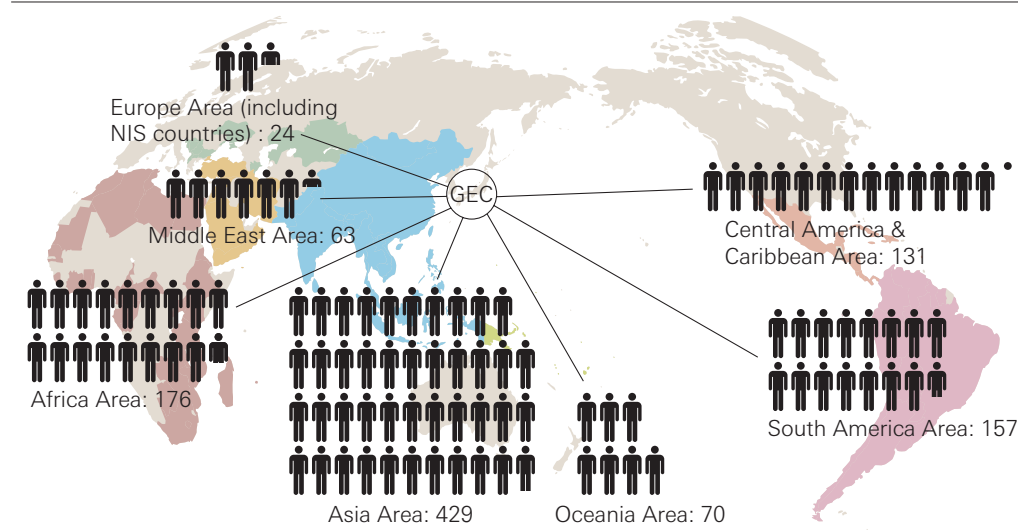 Europe Area (including
NIS countries) : 24
GEC
Middle East Area: 63
Central America &
Caribbean Area: 131
Africa Area: 176
South America Area: 157
Asia Area: 429
Oceania Area: 70